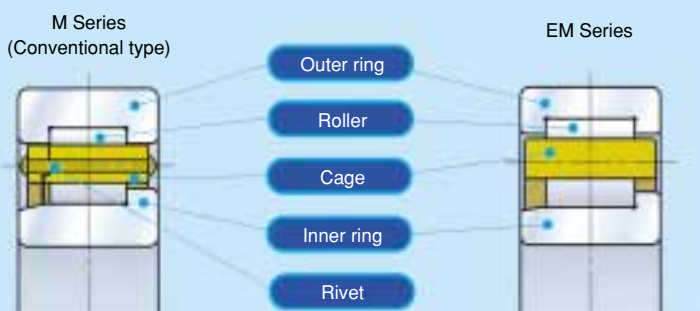 M Series
(Conventional type)
EM Series
Outer ring
Roller
Cage
Inner ring
Rivet